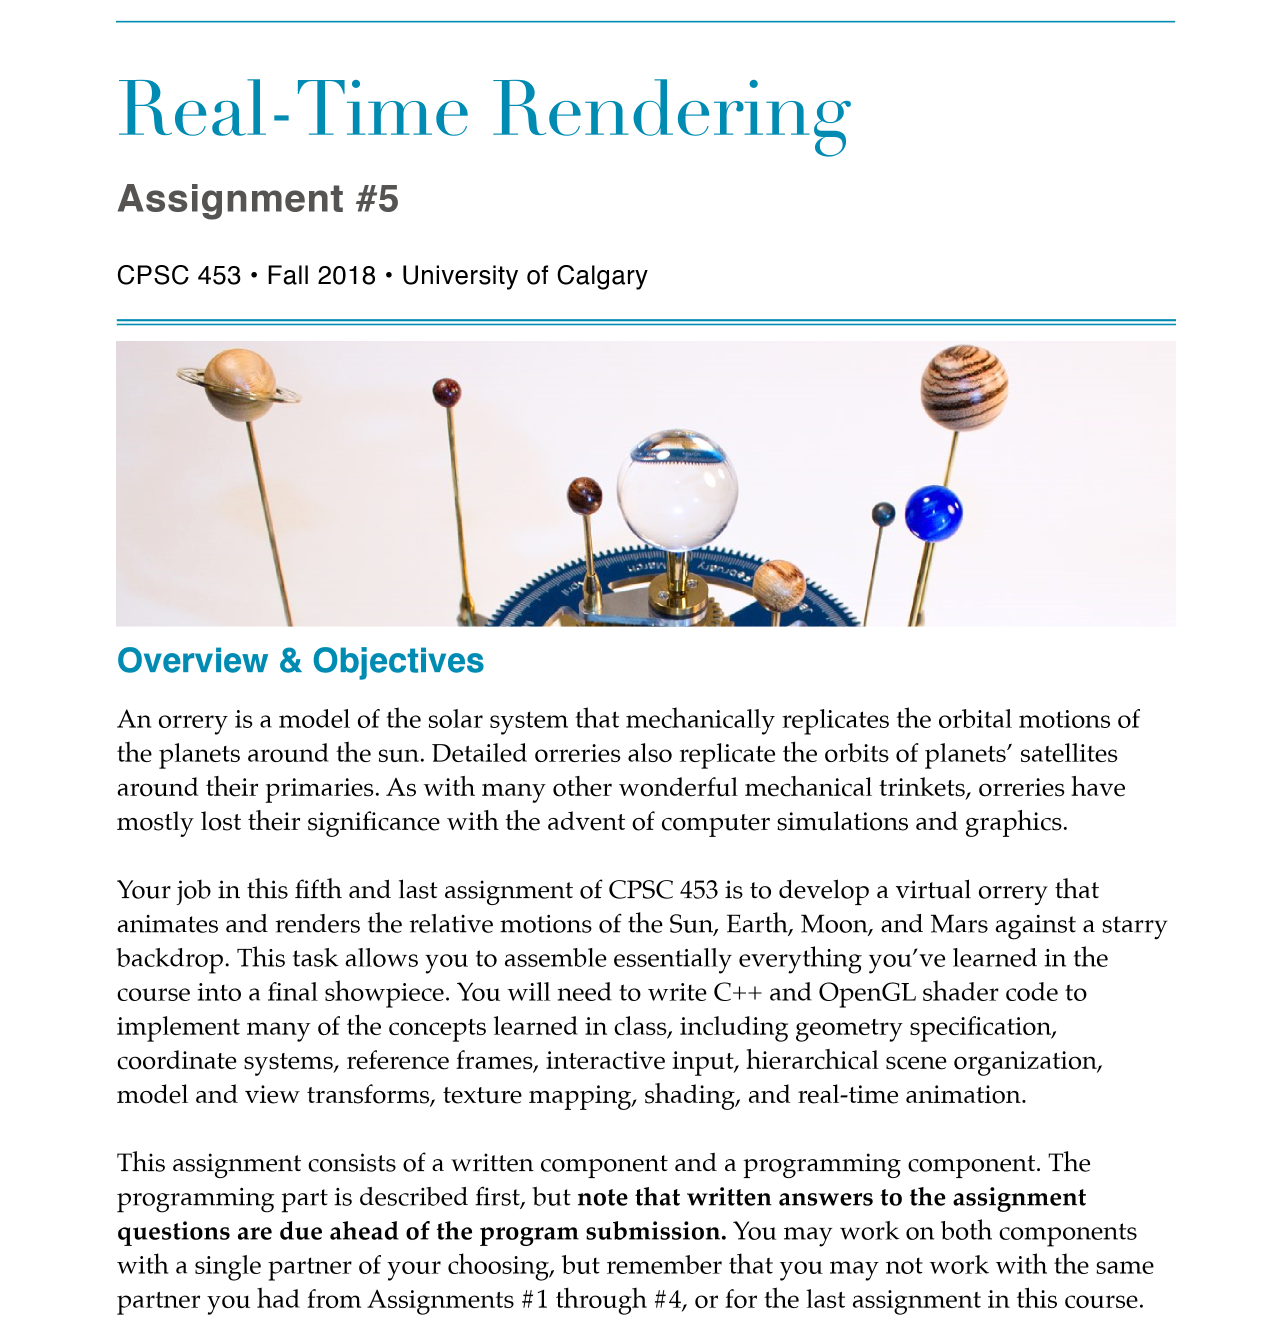 Real-Time Rendering
Assignment #5
CPSC 453 • Fall 2018 • University of Calgary
March
February
Overview & Objectives
An orrery is a model of the solar system that mechanically replicates the orbital motions of
the planets around the sun. Detailed orreries also replicate the orbits of planets’ satellites
around their primaries. As with many other wonderful mechanical trinkets, orreries have
mostly lost their significance with the advent of computer simulations and graphics.
Your job in this fifth and last assignment of CPSC 453 is to develop a virtual orrery that
animates and renders the relative motions of the Sun, Earth, Moon, and Mars against a starry
backdrop. This task allows you to assemble essentially everything you’ve learned in the
course into a final showpiece. You will need to write C++ and OpenGL shader code to
implement many of the concepts learned in class, including geometry specification,
coordinate systems, reference frames, interactive input, hierarchical scene organization,
model and view transforms, texture mapping, shading, and real-time animation.
This assignment consists of a written component and a programming component. The
programming part is described first, but note that written answers to the assignment
questions are due ahead of the program submission. You may work on both components
with a single partner of your choosing, but remember that you may not work with the same
partner you had from Assignments #1 through #4, or for the last assignment in this course.